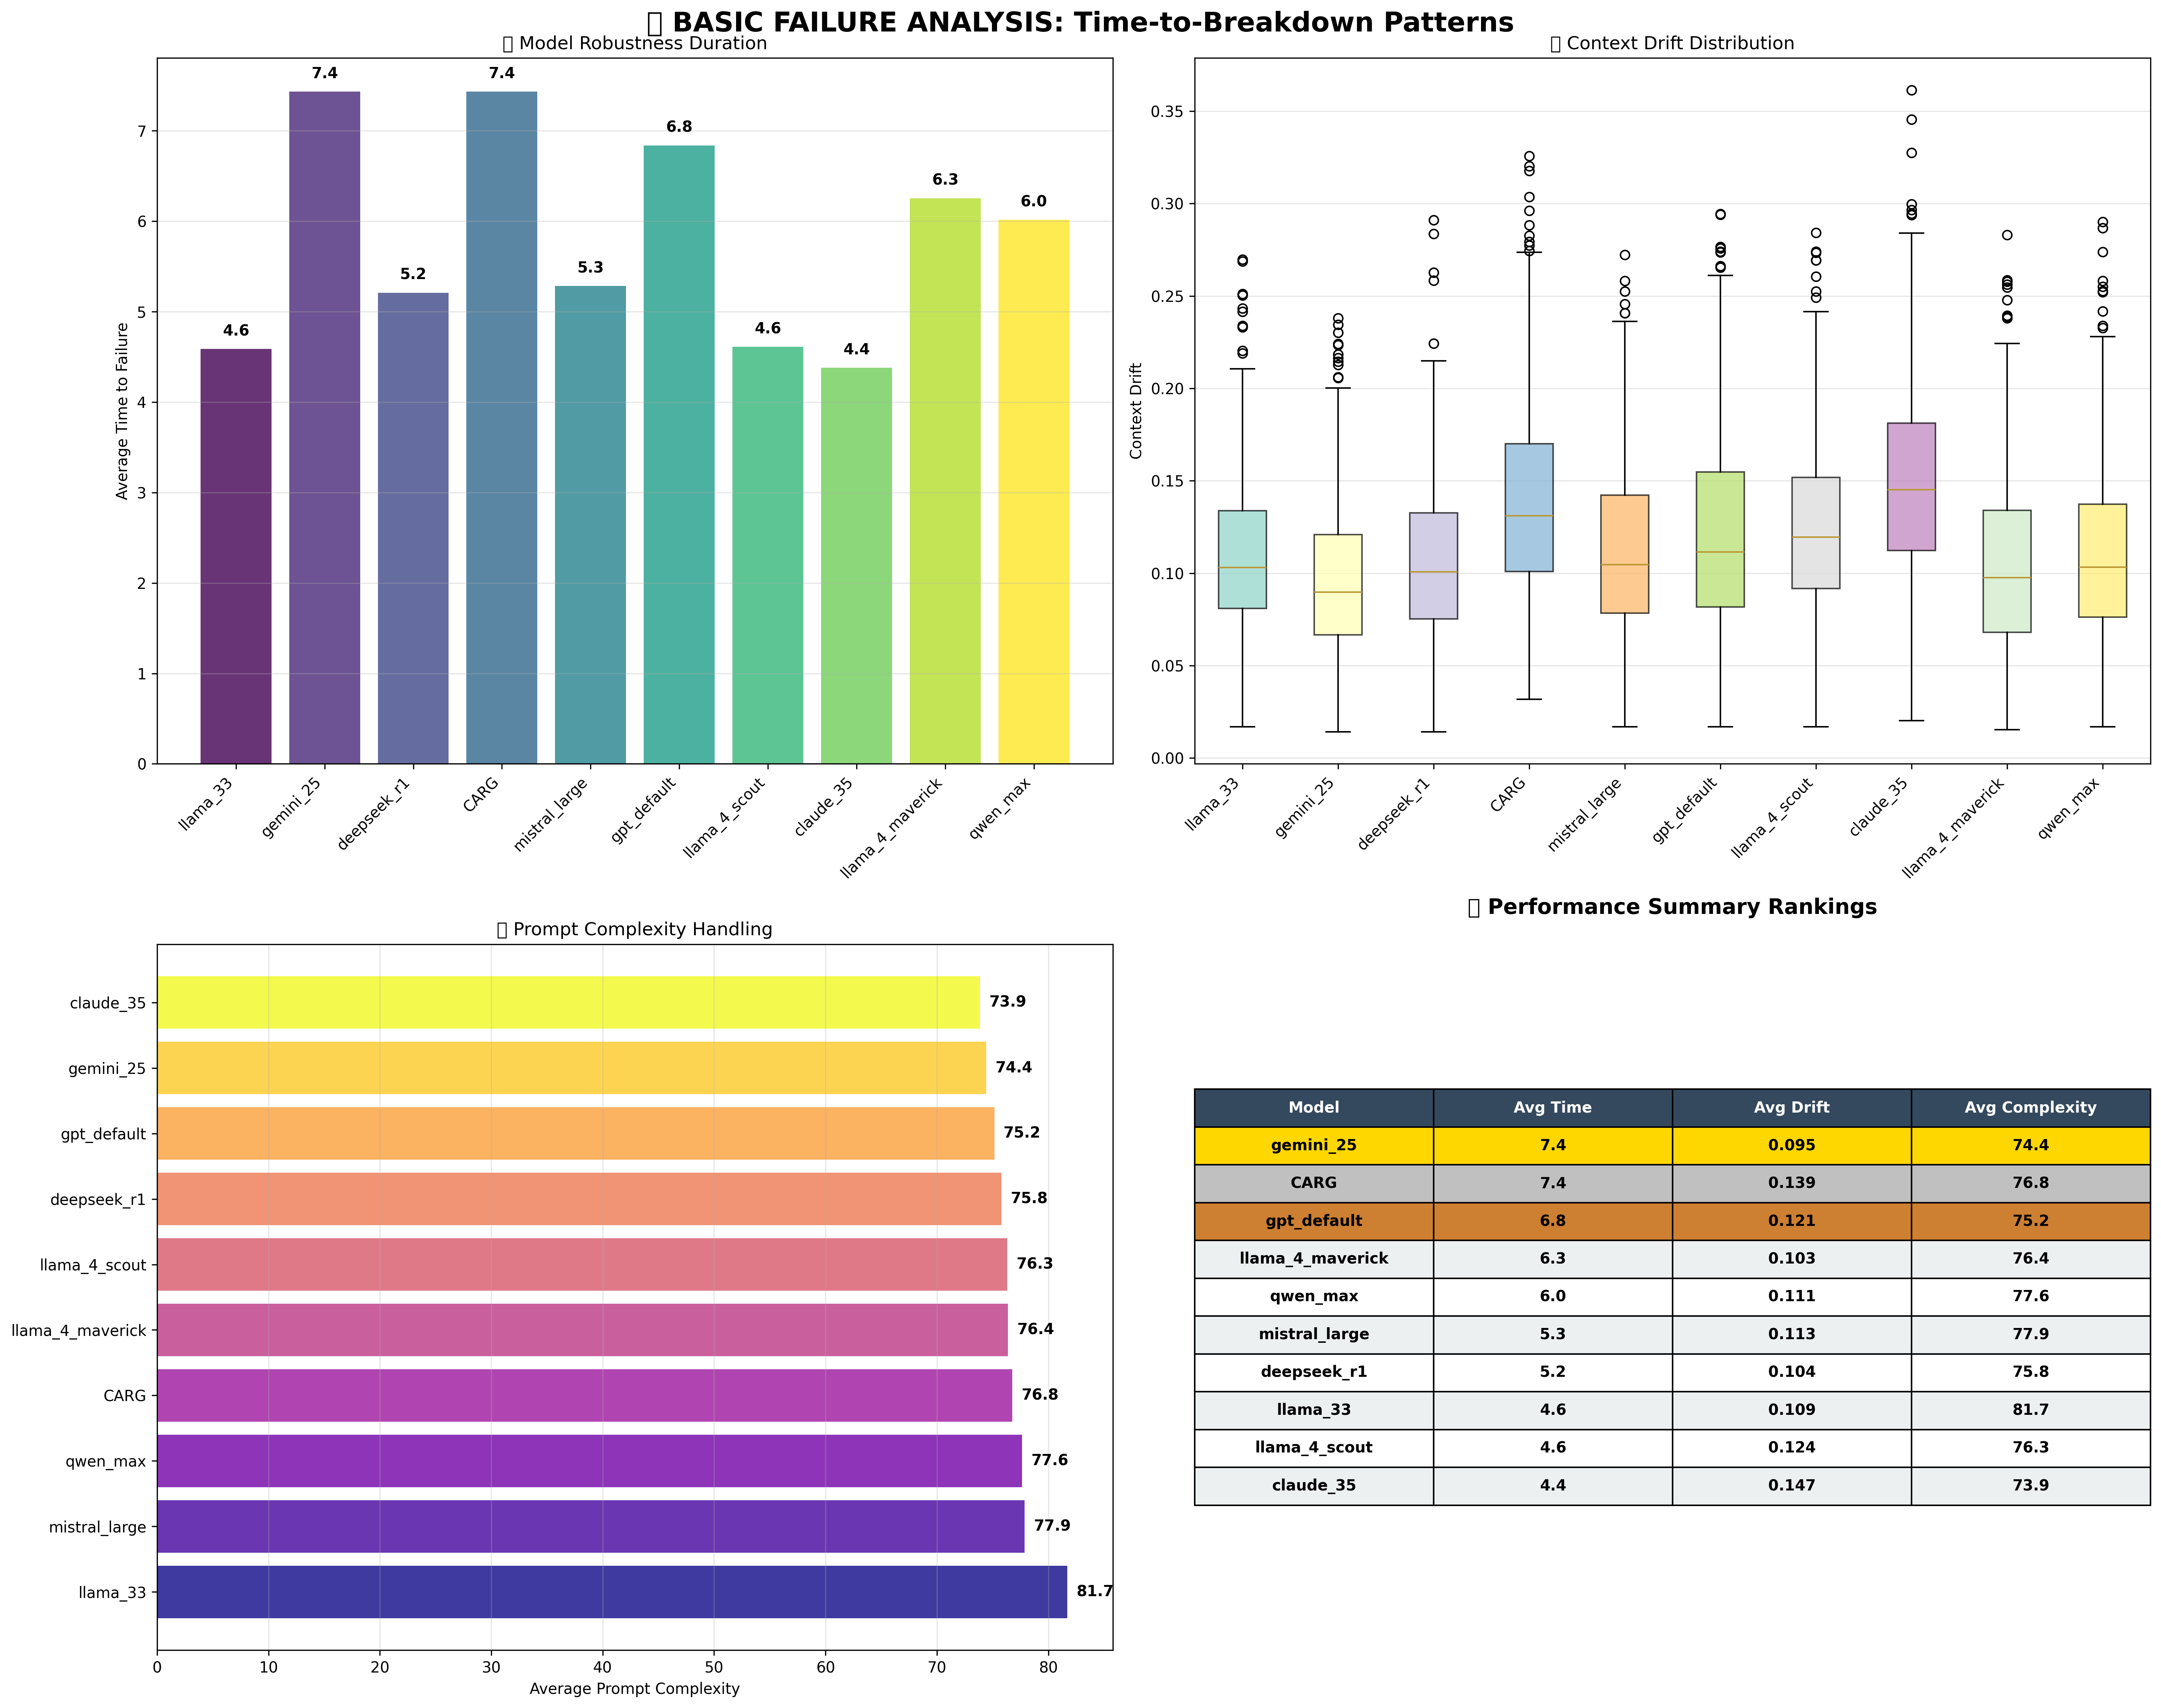 BASIC FAILURE ANALYSIS: Time-to-Breakdown Patterns
Model Robustness Duration
Average Time to Failure
7
6
5
4
3
2
1
0
4.6
7.4
5.2
7.4
5.3
6.8
4.6
4.4
6.3
6.0
llama_33
gemini_25
deepseek_r1
CARG
mistral_large
gpt_default
llama_4_scout
claude_35
llama_4_maverick
qwen_max
Context Drift Distribution
Context Drift
0.35
0.30
0.25
0.20
0.15
0.10
0.05
0.00
llama_33
gemini_25
deepseek_r1
CARG
mistral_large
gpt_default
llama_4_scout
claude_35
llama_4_maverick
qwen_max
Prompt Complexity Handling
claude_35 73.9
gemini_25 74.4
gpt_default 75.2
deepseek_r1 75.8
llama_4_scout 76.3
llama_4_maverick 76.4
CARG 76.8
qwen_max 77.6
mistral_large 77.9
llama_33 81.7
0 10 20 30 40 50 60 70 80
Average Prompt Complexity
Performance Summary Rankings
Model Avg Time Avg Drift Avg Complexity
gemini_25 7.4 0.095 74.4
CARG 7.4 0.139 76.8
gpt_default 6.8 0.121 75.2
llama_4_maverick 6.3 0.103 76.4
qwen_max 6.0 0.111 77.6
mistral_large 5.3 0.113 77.9
deepseek_r1 5.2 0.104 75.8
llama_33 4.6 0.109 81.7
llama_4_scout 4.6 0.124 76.3
claude_35 4.4 0.147 73.9